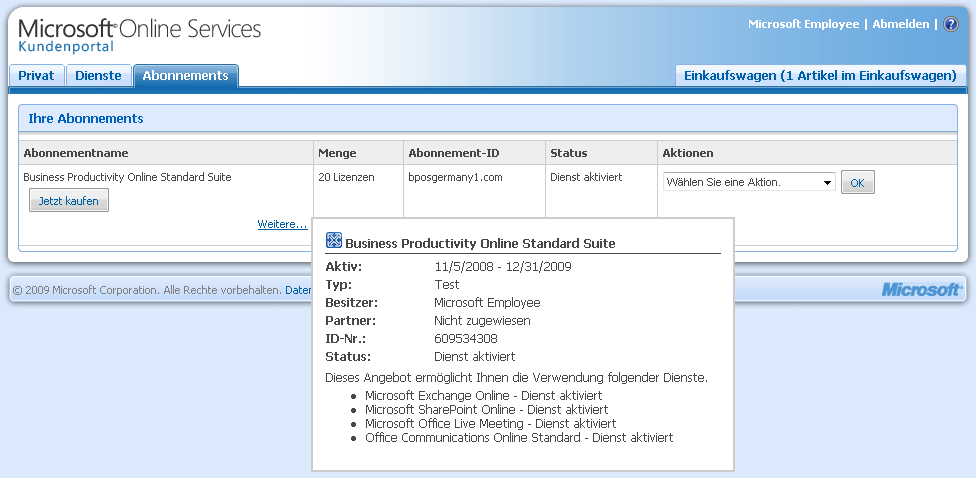 Microsoft Online Services
Kundenportal
Microsoft Employee | Abmelden | ?
Privat Dienste Abonnements Einkaufswagen (1 Artikel im Einkaufswagen)
Ihre Abonnements
Abonnementname Menge Abonnement-ID Status Aktionen
Business Productivity Online Standard Suite 20 Lizenzen bposgermany1.com Dienst aktiviert Wählen Sie eine Aktion. OK
Jetzt kaufen
Weitere...
Business Productivity Online Standard Suite
Aktiv: 11/5/2008 - 12/31/2009
Typ: Test
Besitzer: Microsoft Employee
Partner: Nicht zugewiesen
ID-Nr.: 609534308
Status: Dienst aktiviert
Dieses Angebot ermöglicht Ihnen die Verwendung folgender Dienste.
• Microsoft Exchange Online - Dienst aktiviert
• Microsoft SharePoint Online - Dienst aktiviert
• Microsoft Office Live Meeting - Dienst aktiviert
• Office Communications Online Standard - Dienst aktiviert
© 2009 Microsoft Corporation. Alle Rechte vorbehalten. Daten
Microsoft